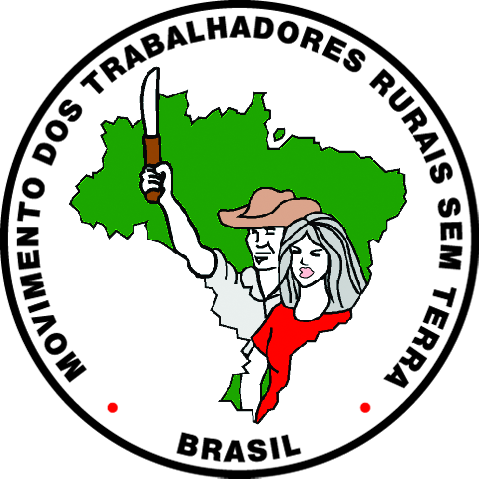 MOVIMENTO DOS TRABALHADORES RURAIS SEM TERRA
BRASIL